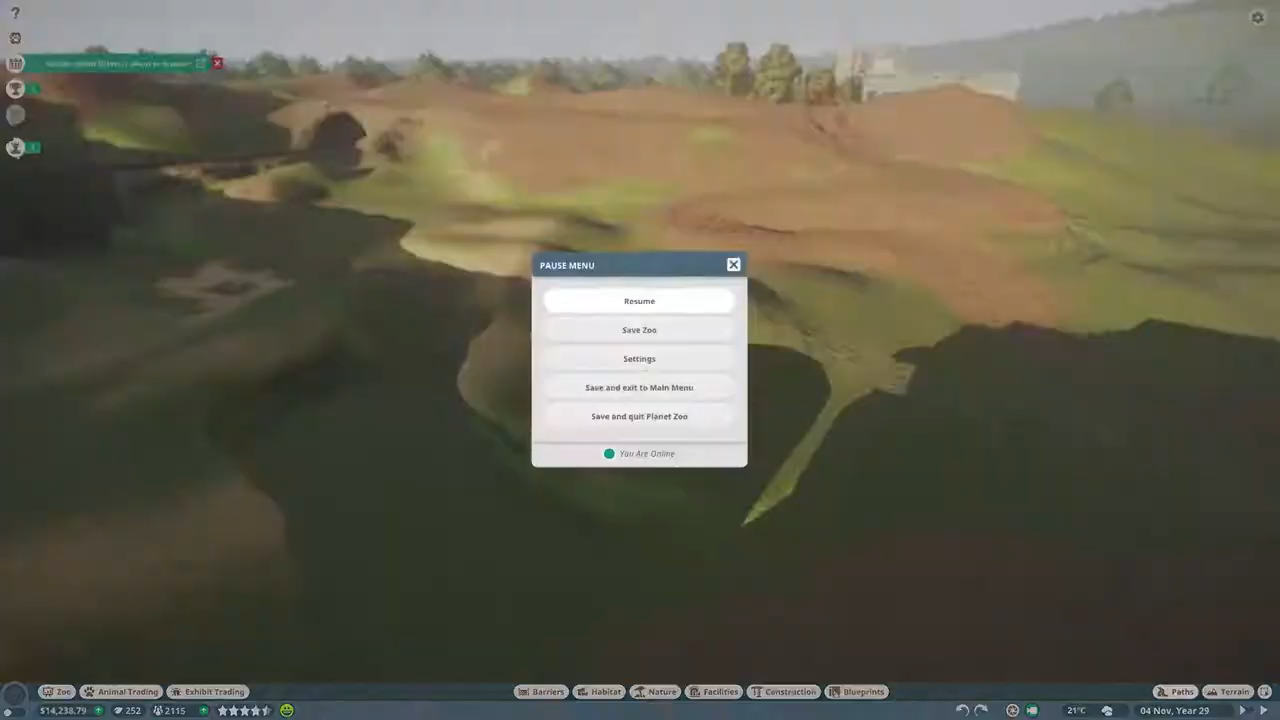 ?
PAUSE MENU
Resume
Save Zoo
Settings
Save and exit to Main Menu
Save and quit Planet Zoo
You Are Online
Zoo
Animal Trading
Exhibit Trading
Barriers
Habitat
Nature
Facilities
Construction
Blueprints
Paths
Terrain
$14,238.79
252
2115
21°C
04 Nov, Year 29